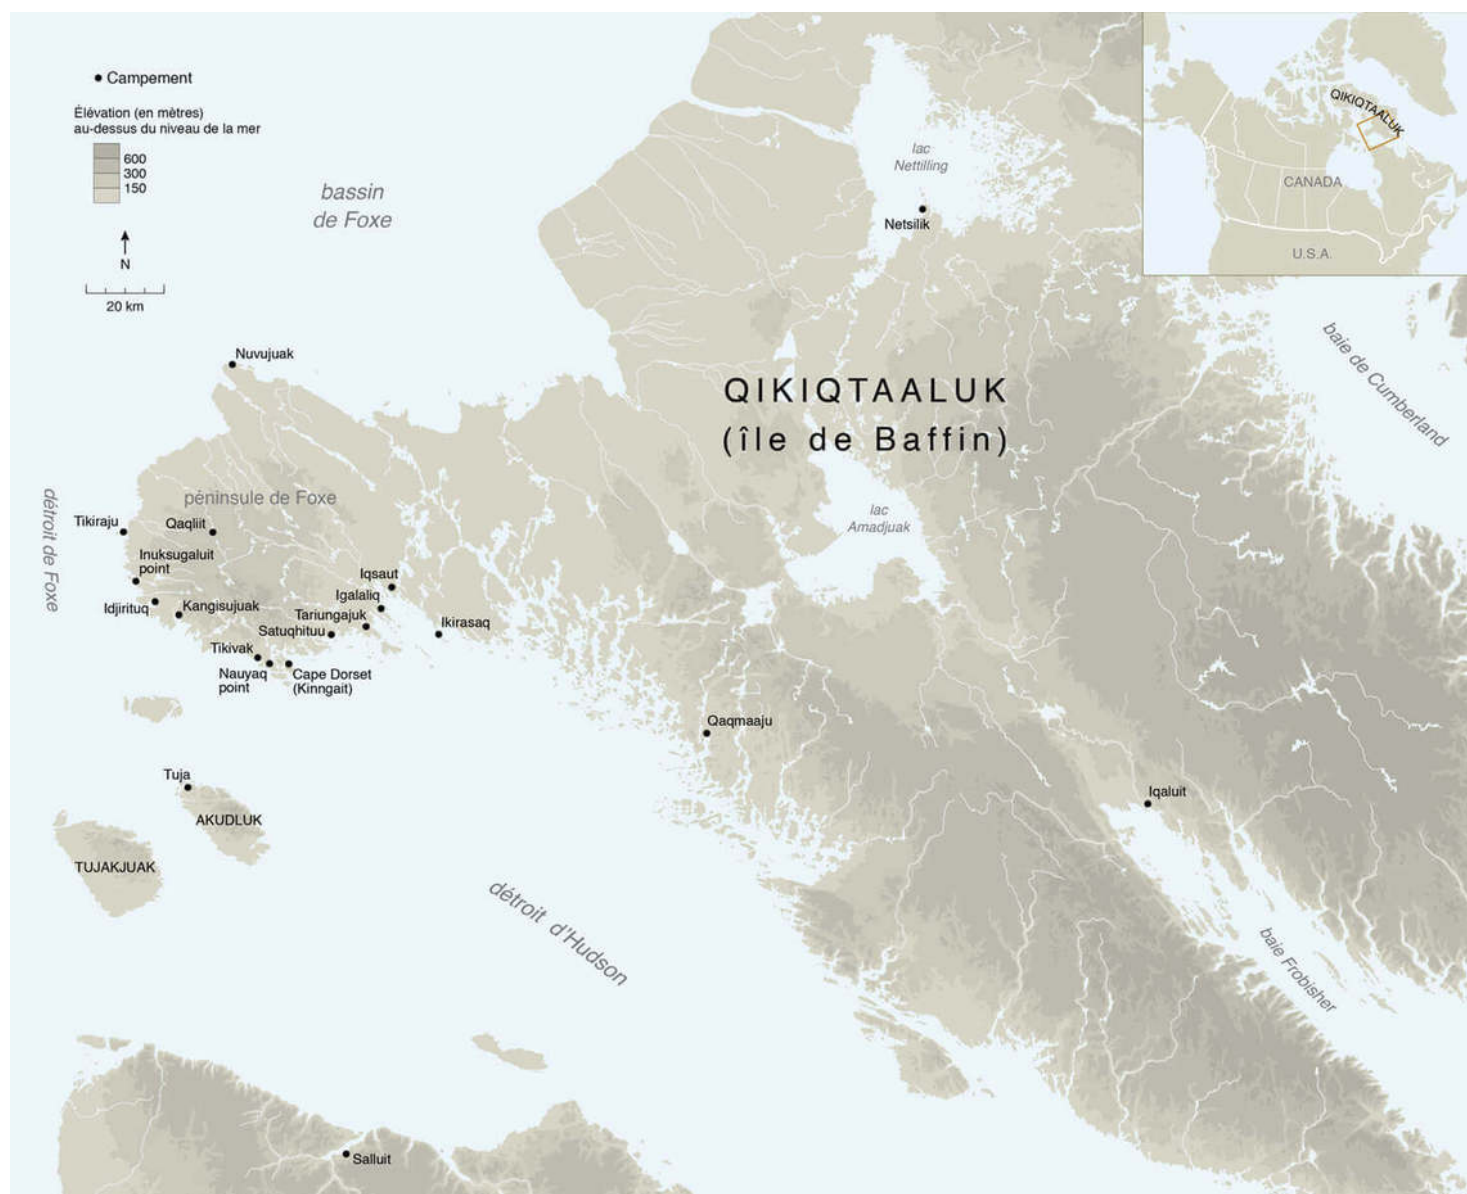 Campement
Élévation (en mètres)
au-dessus du niveau de la mer
600
300
150
N
20 km
bassin
de Foxe
lac
Nettilling
Netsilik
QIKIQTAALUK
CANADA
U.S.A.
baie de Cumberland
Nuvujuak
QIKIQTAALUK
(île de Baffin)
détroit de Foxe
péninsule de Foxe
Tikiraju
Qaqliit
lac
Amadjuak
Inuksugaluit
point
Iqsaut
Igalaliq
Idjirituq
Kangisujuak
Tariungajuk
Satuqhituu
Ikirasaq
Tikivak
Nauyaq
point
Cape Dorset
(Kinngait)
Qaqmaaju
Tuja
AKUDLUK
Iqaluit
TUJAKJUAK
détroit d'Hudson
baie Frobisher
Salluit